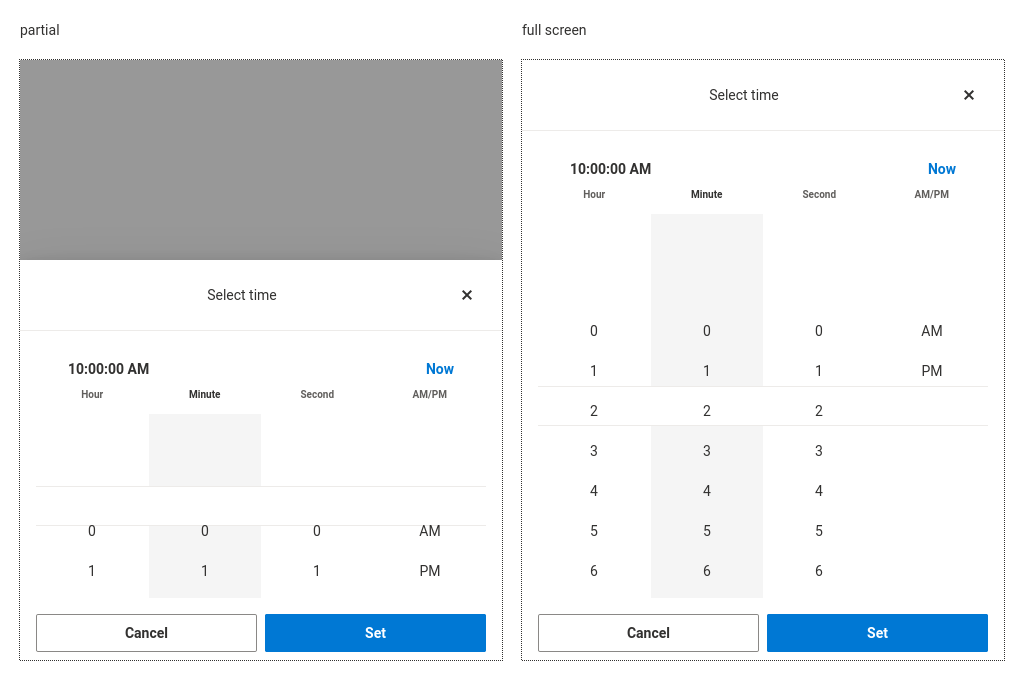 partial
Select time ×
10:00:00 AM Now
Hour Minute Second AM/PM
0 0 0 AM
1 1 1 PM
Cancel Set
full screen
Select time ×
10:00:00 AM Now
Hour Minute Second AM/PM
0 0 0 AM
1 1 1 PM
2 2 2
3 3 3
4 4 4
5 5 5
6 6 6
Cancel Set